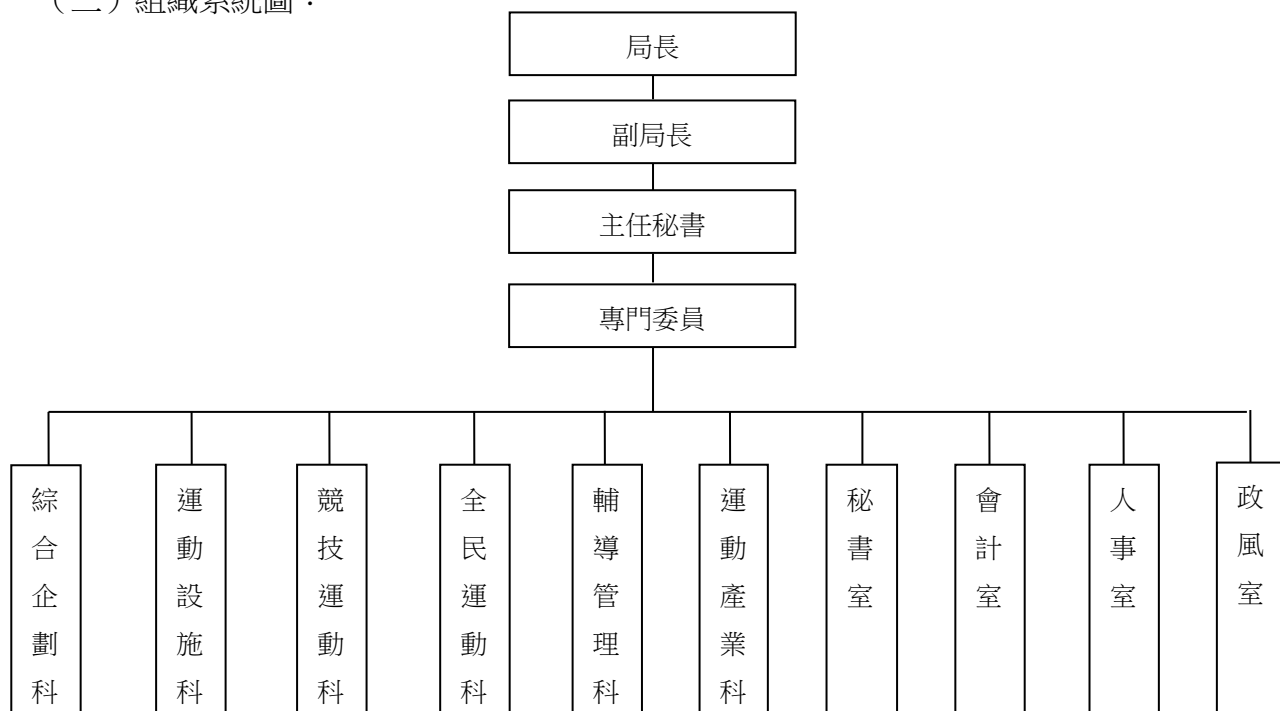 組織系統圖：
局長
副局長
主任秘書
專門委員
綜合企劃科
運動設施科
競技運動科
全民運動科
輔導管理科
運動產業科
秘書室
會計室
人事室
政風室